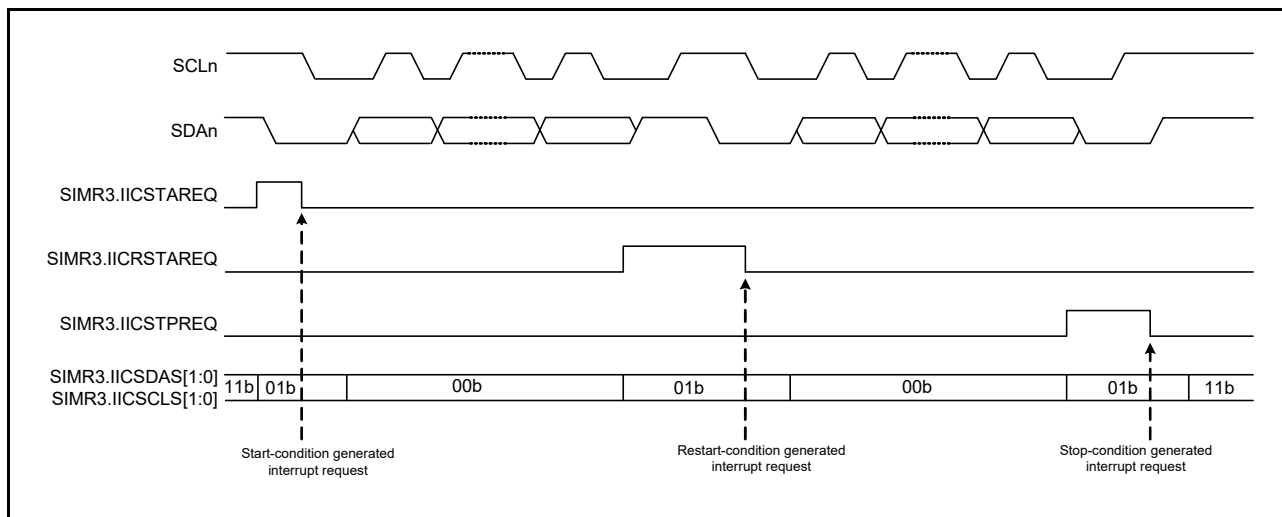 SCLn
SDAn
SIMR3.IICSTAREQ
SIMR3.IICRSTAREQ
SIMR3.IICSTPREQ
SIMR3.IICSDAS[1:0]
SIMR3.IICSCLS[1:0]
11b 01b 00b 01b 00b 01b 11b
Start-condition generated
interrupt request
Restart-condition generated
interrupt request
Stop-condition generated
interrupt request